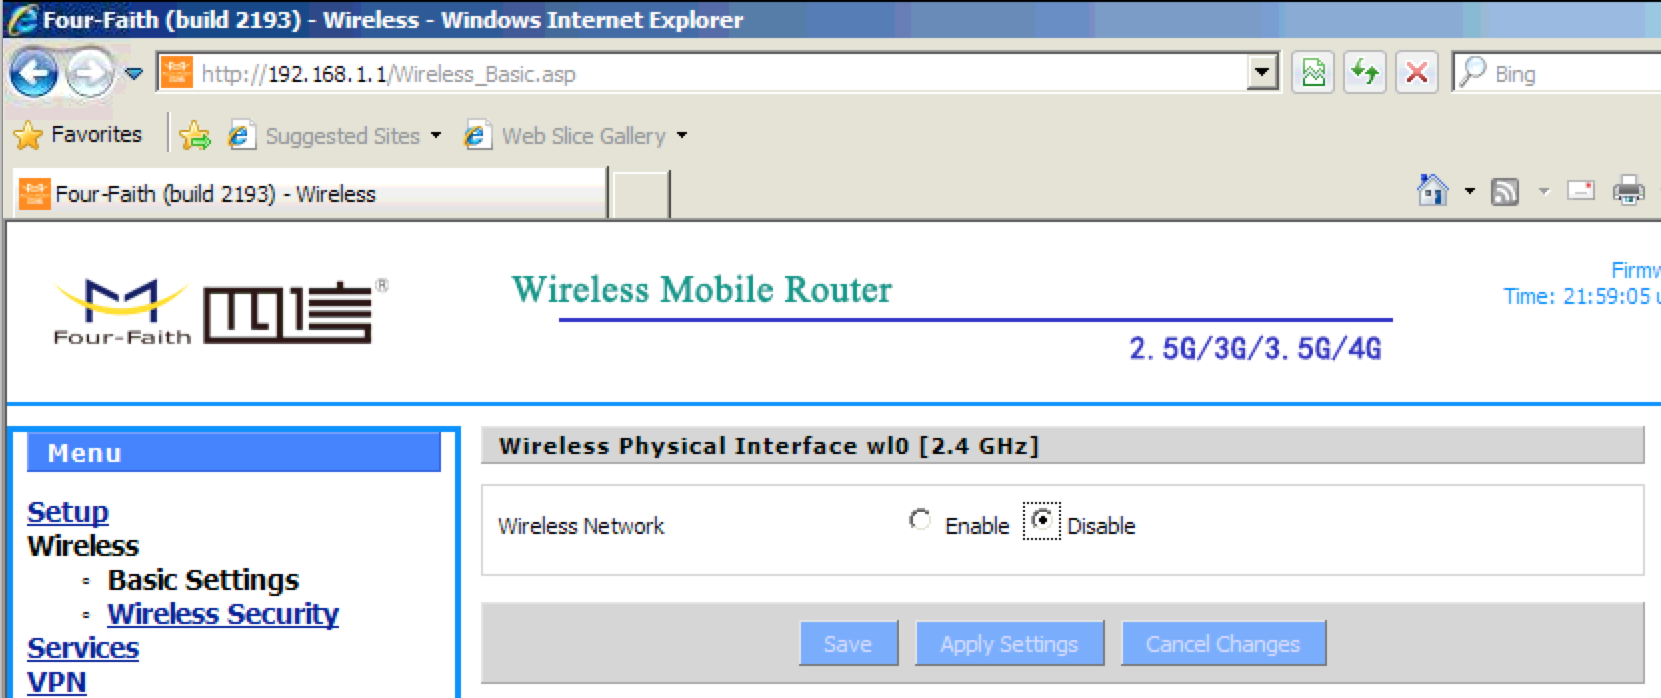 Four-Faith (build 2193) - Wireless - Windows Internet Explorer
http://192.168.1.1/Wireless_Basic.asp
Bing
Favorites
Suggested Sites
Web Slice Gallery
Four-Faith (build 2193) - Wireless
Four-Faith
四信®
Wireless Mobile Router
2.5G/3G/3.5G/4G
Time: 21:59:05
Menu
Setup
Wireless
Basic Settings
Wireless Security
Services
VPN
Wireless Physical Interface wl0 [2.4 GHz]
Wireless Network
Enable
Disable
Save
Apply Settings
Cancel Changes